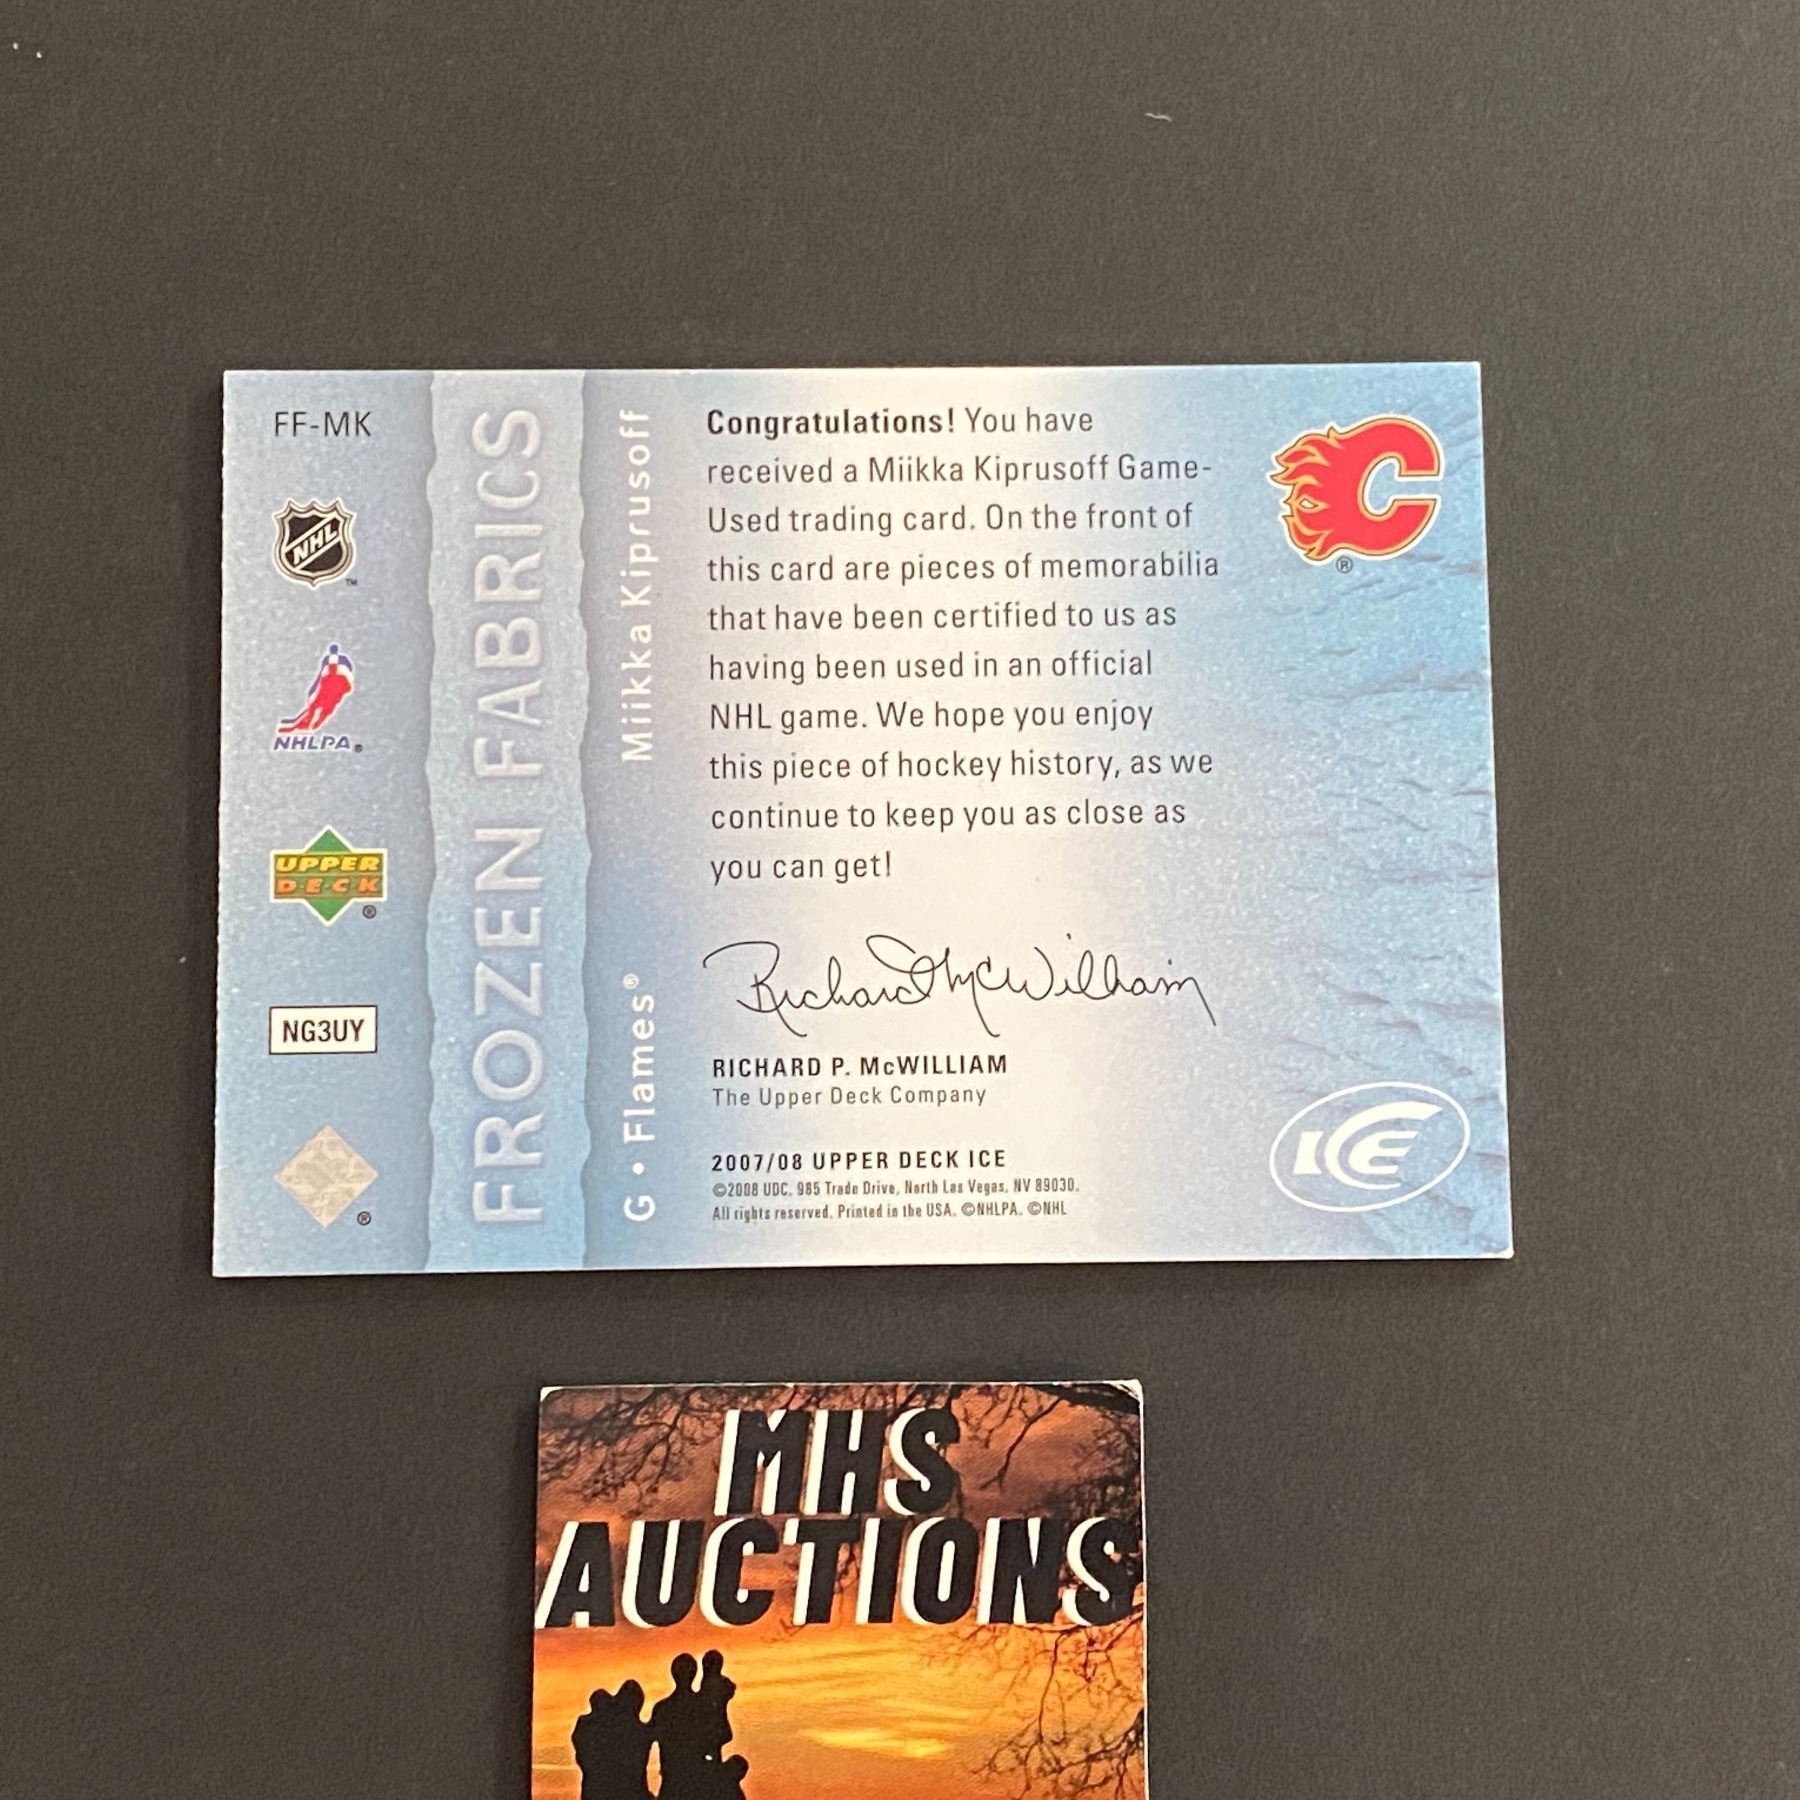 FF-MK
NHL
TM
NHLPA®
UPPER
DECK
®
NG3UY
®
FROZEN FABRICS
Miikka Kiprusoff
G • Flames®
Congratulations! You have
received a Miikka Kiprusoff Game-
Used trading card. On the front of
this card are pieces of memorabilia
that have been certified to us as
having been used in an official
NHL game. We hope you enjoy
this piece of hockey history, as we
continue to keep you as close as
you can get!
Richard McWilliam
RICHARD P. McWILLIAM
The Upper Deck Company
2007/08 UPPER DECK ICE
©2008 UDC. 985 Trade Drive, North Las Vegas, NV 89030.
All rights reserved. Printed in the USA. ©NHLPA. ©NHL
C
®
ICE
MHS
AUCTIONS